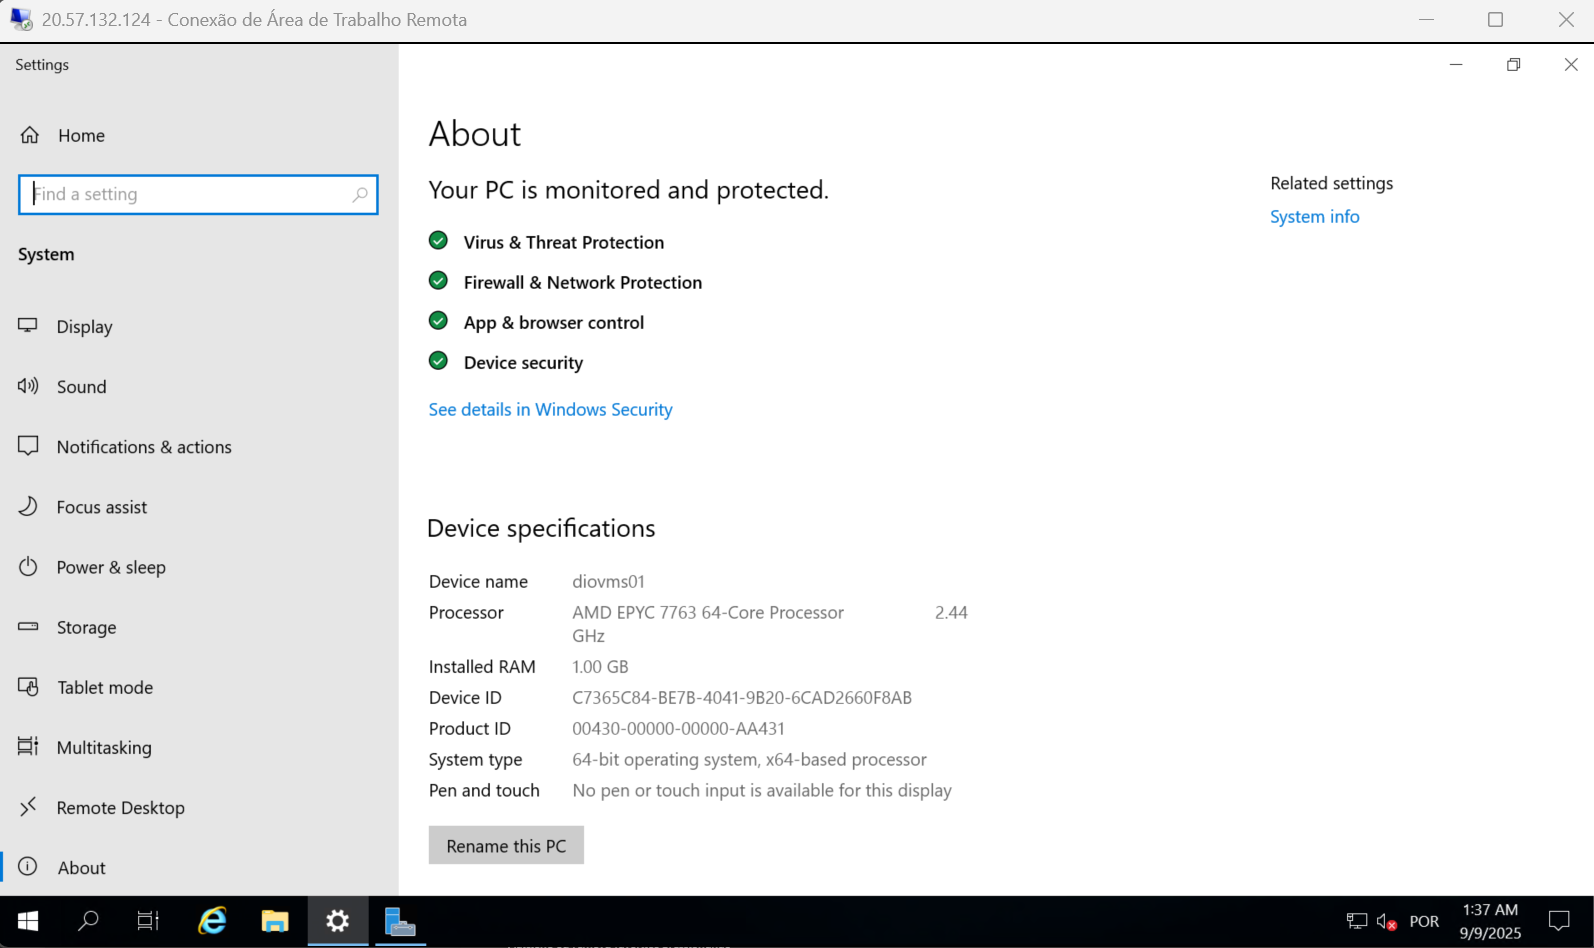 20.57.132.124 - Conexão de Área de Trabalho Remota
Settings
Home
Find a setting
System
Display
Sound
Notifications & actions
Focus assist
Power & sleep
Storage
Tablet mode
Multitasking
Remote Desktop
About
About
Your PC is monitored and protected.
Virus & Threat Protection
Firewall & Network Protection
App & browser control
Device security
See details in Windows Security
Device specifications
Device name diovms01
Processor AMD EPYC 7763 64-Core Processor 2.44
GHz
Installed RAM 1.00 GB
Device ID C7365C84-BE7B-4041-9B20-6CAD2660F8AB
Product ID 00430-00000-00000-AA431
System type 64-bit operating system, x64-based processor
Pen and touch No pen or touch input is available for this display
Rename this PC
Related settings
System info
POR
1:37 AM
9/9/2025